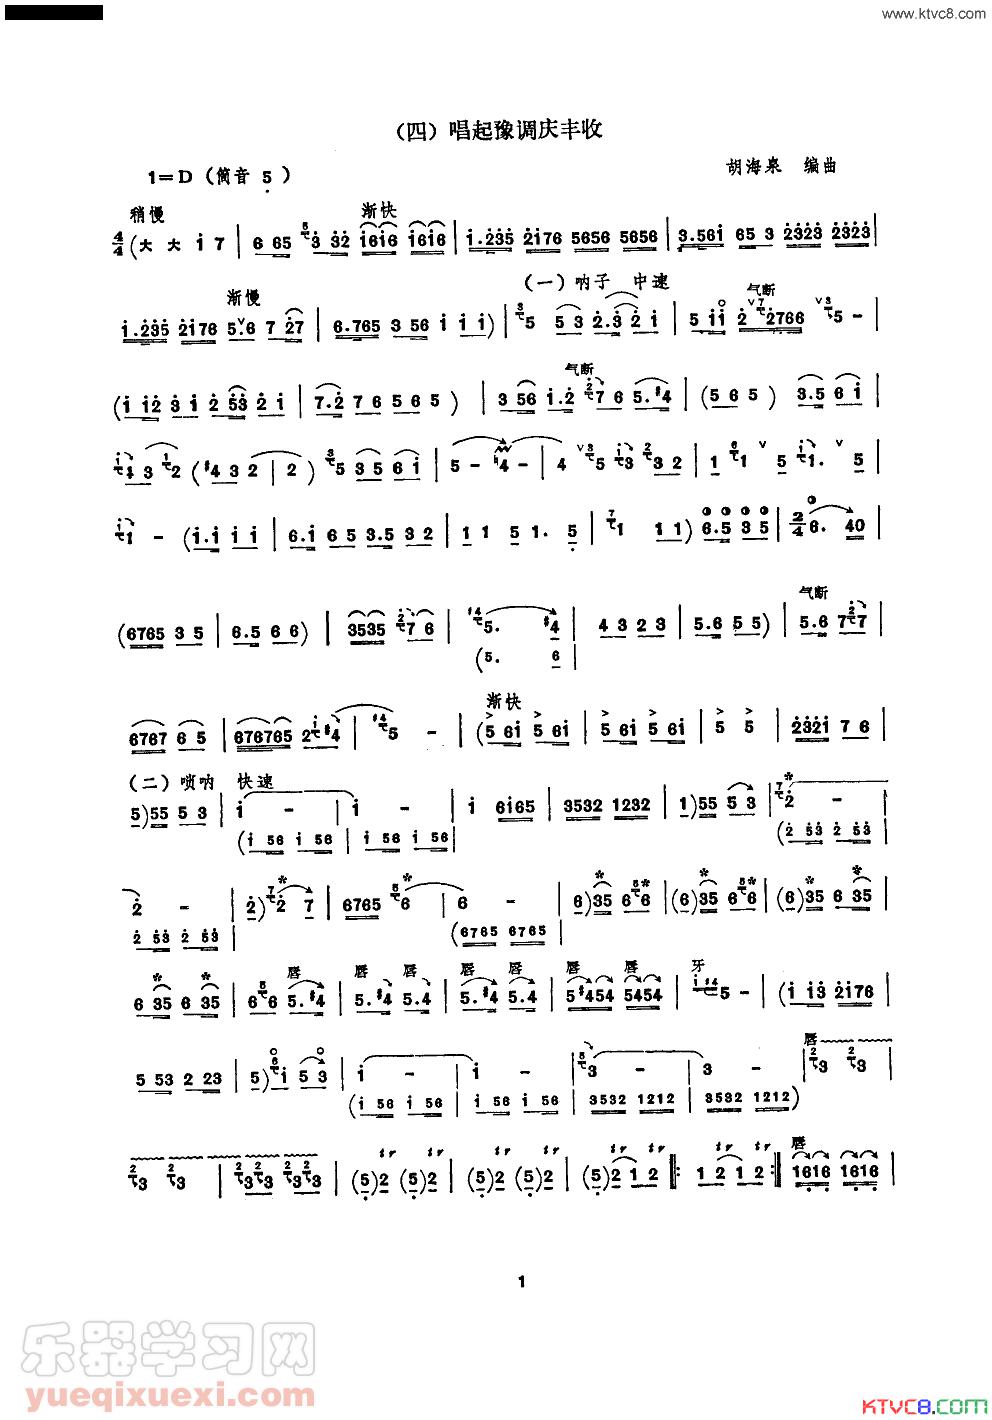 www.ktvc8.com
(四) 唱起豫调庆丰收
1=D (筒音 5)
胡海泉 编曲
稍慢 渐快
4/4 (大 大 i 7 | 6 65 3 32 1616 1616 | i.235 2176 5656 5656 | 3.561 65 3 2323 2323 |
渐慢 (一) 呐子 中速 气断
i.235 2176 5.6 7 27 | 6.765 3 56 i i i) | 5 5 3 2.3 2 i | 5 ii 2 2766 5 - |
气断
(i i2 3 i 2 53 2 i | 7.2 7 6 5 6 5) | 3 56 i.2 7 6 5.#4 | (5 6 5) 3.5 6 i |
4 3 2 (#4 3 2 | 2) 5 3 5 6 i | 5 - 4 - | 4 5 3 3 2 | 1 1 5 1. 5 |
1 - (i.i i i | 6.i 6 5 3.5 3 2 | 1 1 5 1. 5 | 1 1 1) 6.5 3 5 | 2/4 6. 40 |
气断
(6765 3 5 | 6.5 6 6) | 3535 7 6 | 5. #4 | 4 3 2 3 | 5.6 5 5) | 5.6 727 |
(5. 6 |
渐快
6767 6 5 | 676765 2 #4 | 5 - | (5 6i 5 6i | 5 6i 5 6i | 5 5 | 232i 7 6 |
(二) 唢呐 快速
5)55 5 3 | i - | i - | i 6i65 | 3532 1232 | 1)55 5 3 | 2 - |
(i 56 i 56 | i 56 i 56 | (2 53 2 53 |
2 - | 2) 2 7 | 6765 6 | 6 - | 6)35 6 6 | (6)35 6 6 | (6)35 6 35 |
2 53 2 53 | (6765 6765 |
唇 唇 唇 唇 唇 唇 唇 牙
6 35 6 35 | 6 6 5.#4 | 5.#4 5.4 | 5.#4 5.4 | 5#454 5454 | 5 - | (i i3 2i76 |
唇
5 53 2 23 | 5) i 5 3 | i - | i - | 3 - | 3 - | 3 3 |
(i 56 i 56 | i 56 i 56 | 3532 1212 | 3532 1212)
tr tr tr tr tr tr tr tr tr 唇
3 3 | 3 3 3 3 | (5)2 (5)2 | (5)2 (5)2 | (5)2 1 2 |: 1 2 1 2 :| 1616 1616 |
1
乐器学习网
yueqixuexi.com
KTVC8.COM